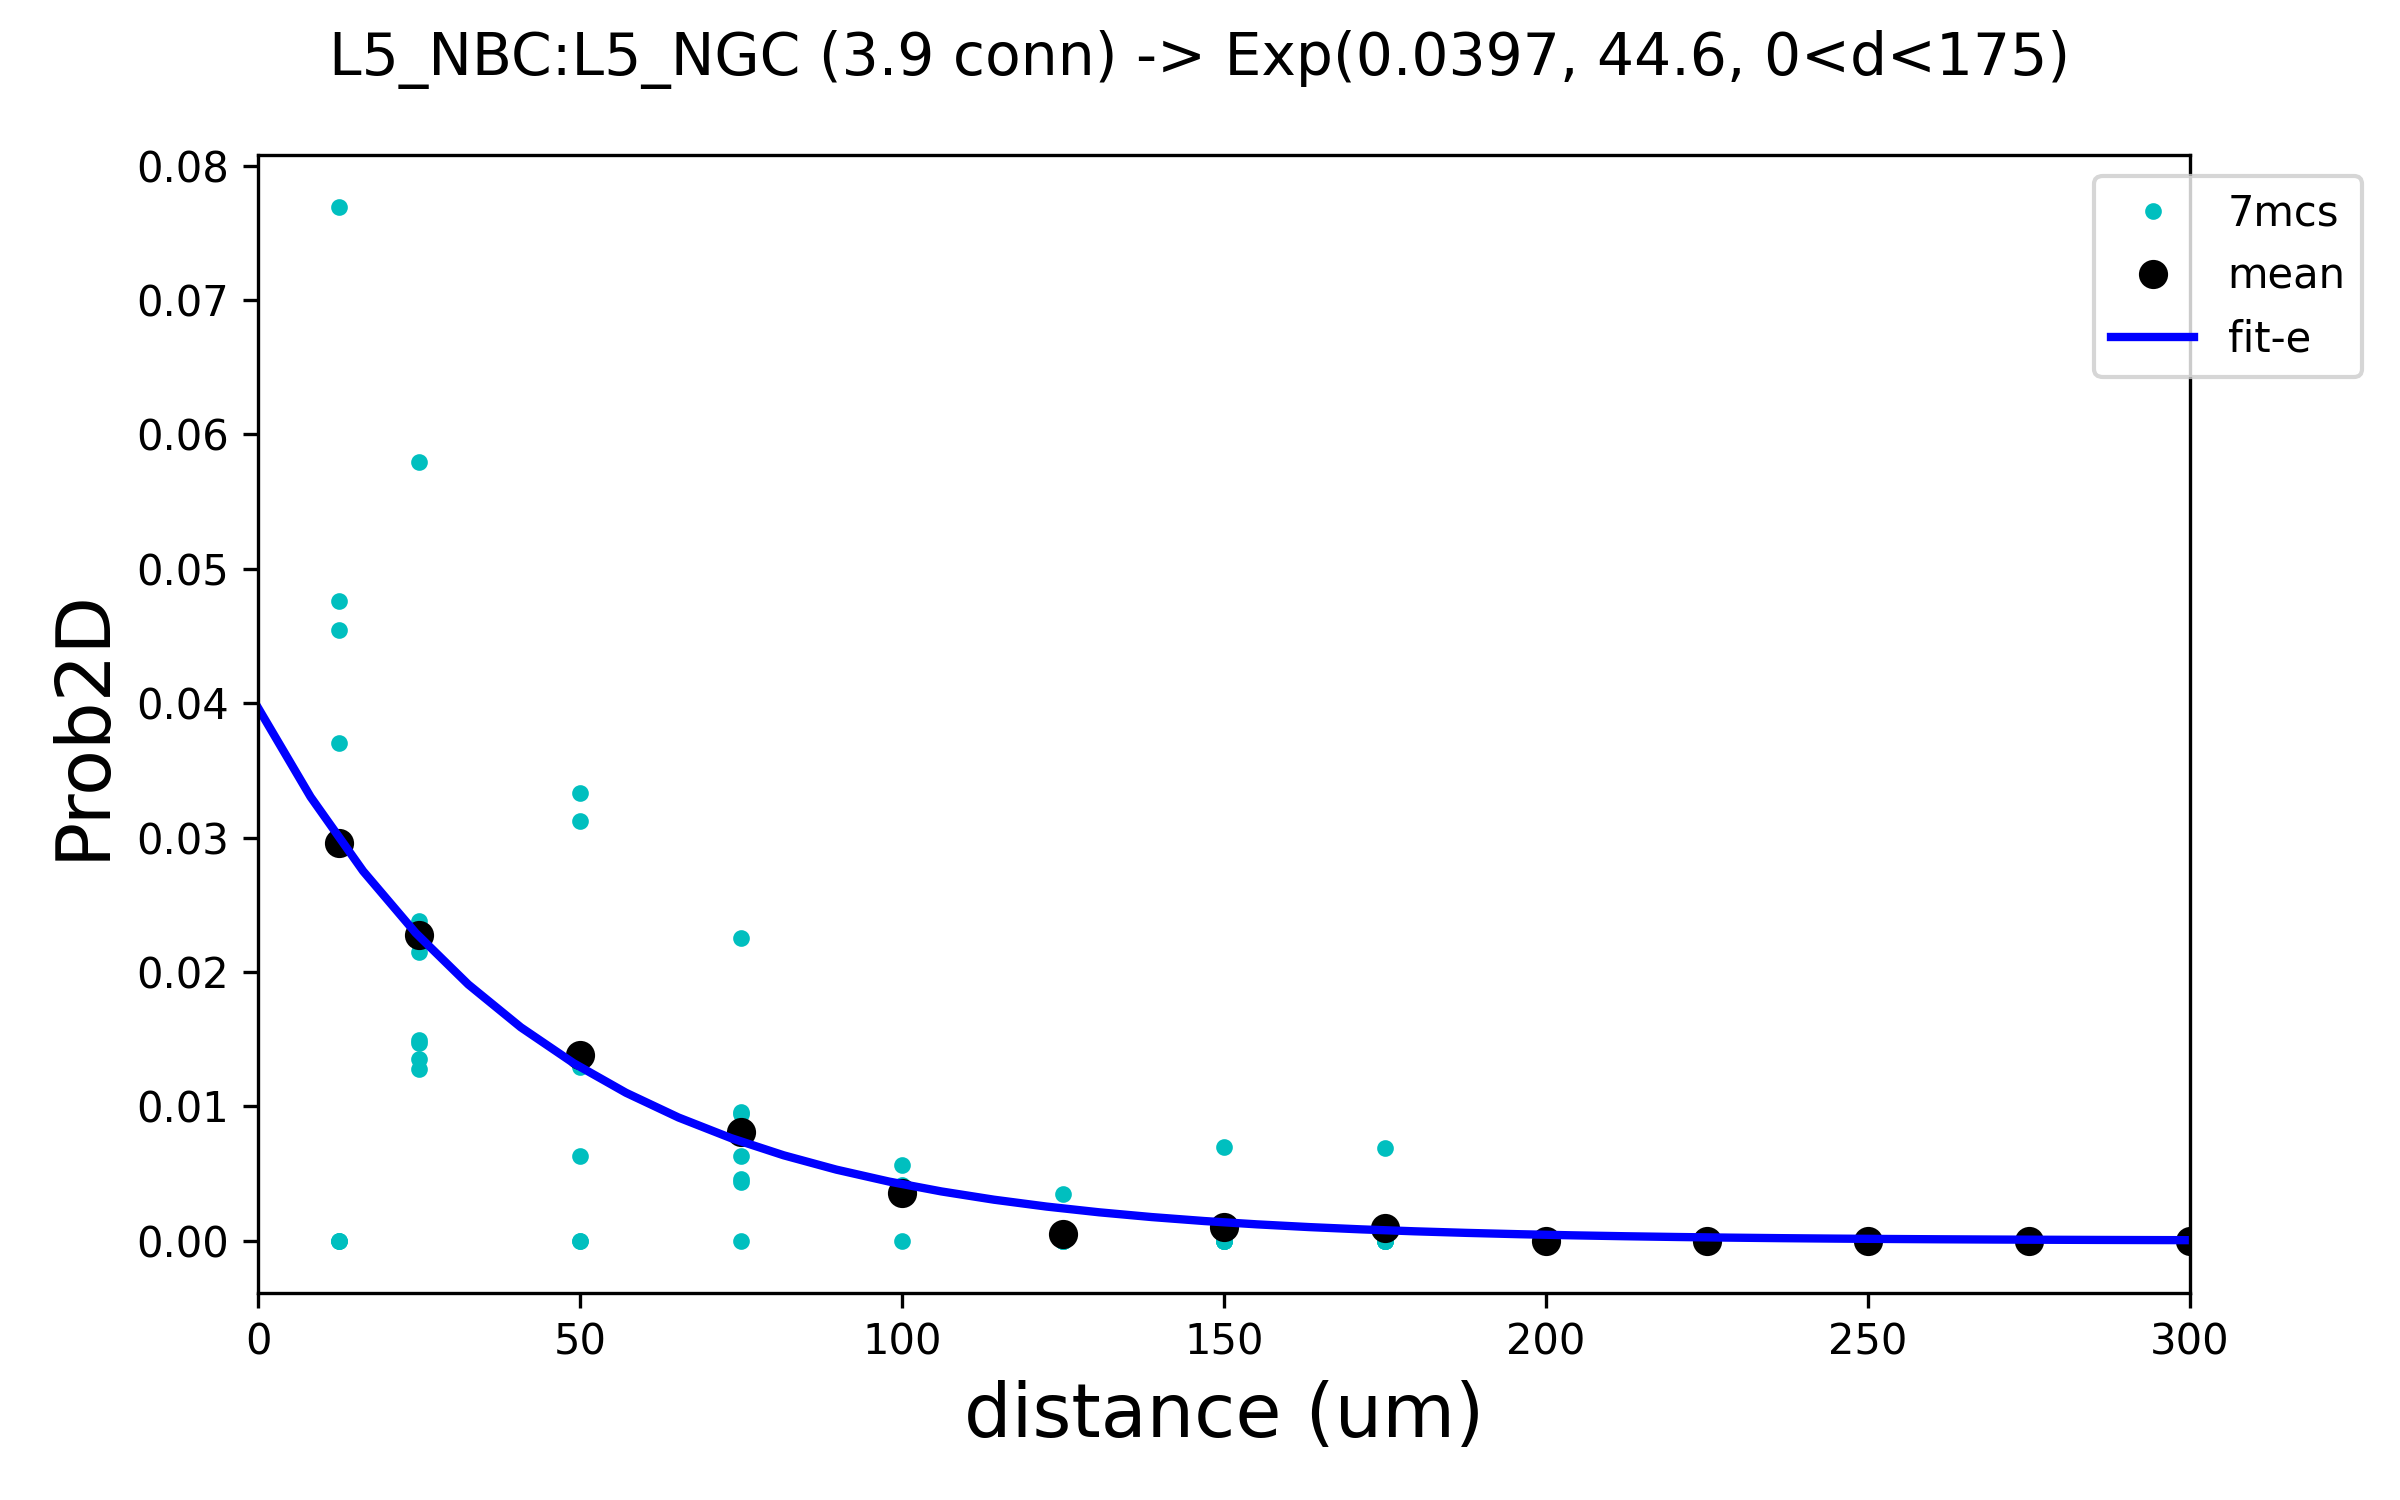 L5_NBC:L5_NGC (3.9 conn) -> Exp(0.0397, 44.6, 0<d<175)
0.08
0.07
0.06
0.05
0.04
0.03
0.02
0.01
0.00
Prob2D
7mcs
mean
fit-e
0 50 100 150 200 250 300
distance (um)